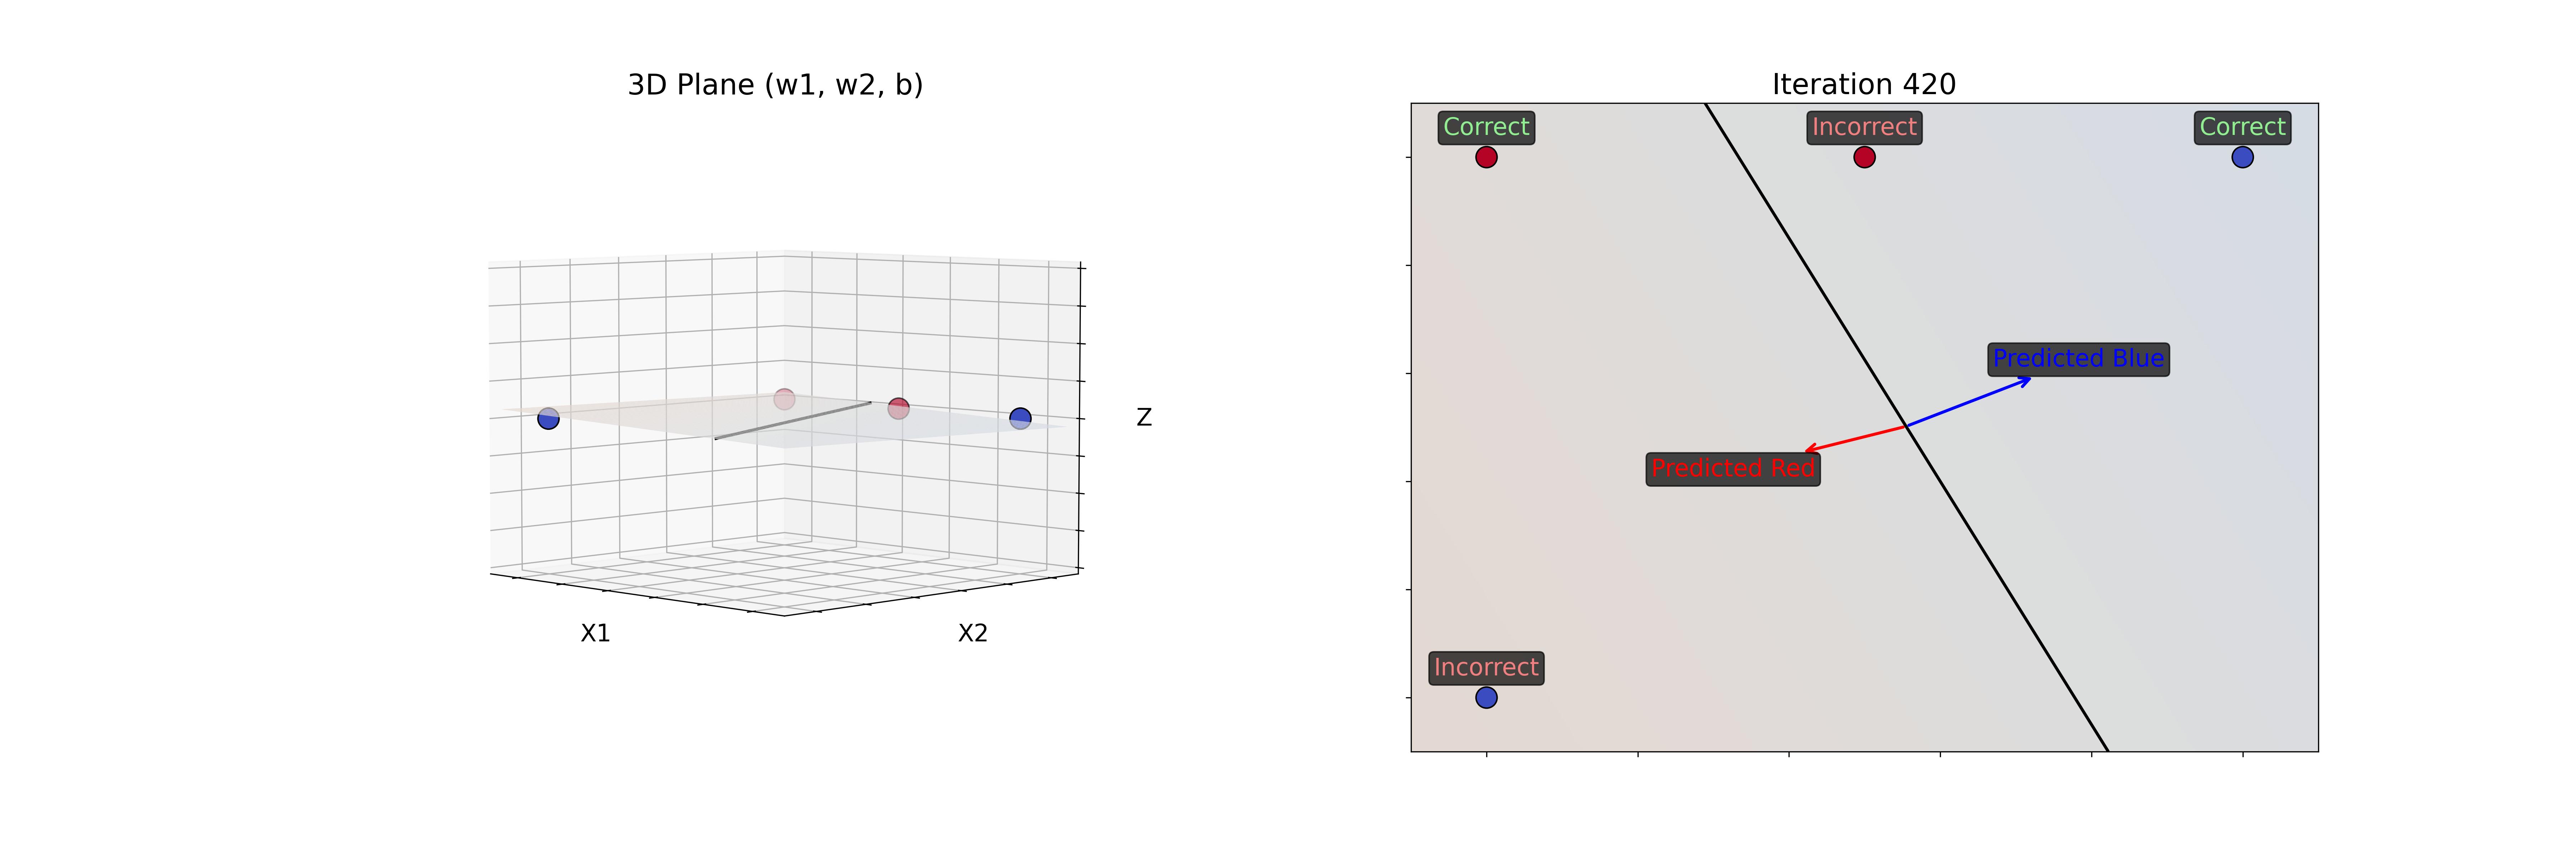 3D Plane (w1, w2, b)
X1
X2
Z
Iteration 420
Correct
Incorrect
Correct
Predicted Blue
Predicted Red
Incorrect